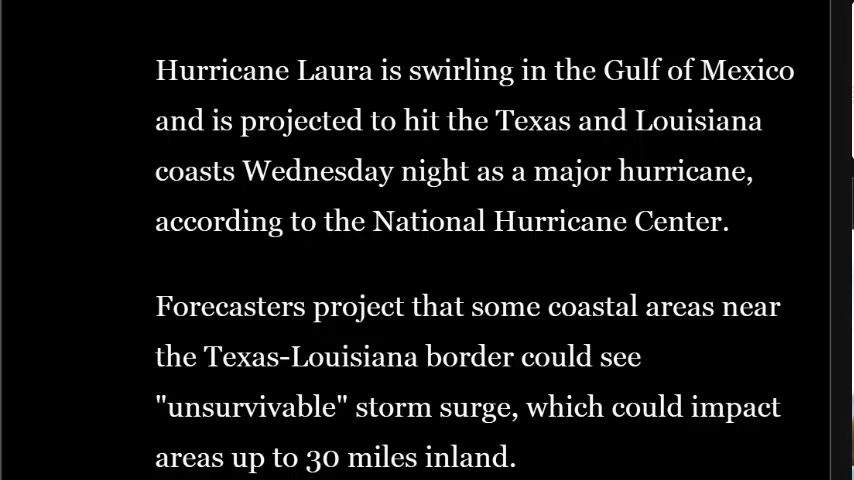 Hurricane Laura is swirling in the Gulf of Mexico
and is projected to hit the Texas and Louisiana
coasts Wednesday night as a major hurricane,
according to the National Hurricane Center.
Forecasters project that some coastal areas near
the Texas-Louisiana border could see
"unsurvivable" storm surge, which could impact
areas up to 30 miles inland.